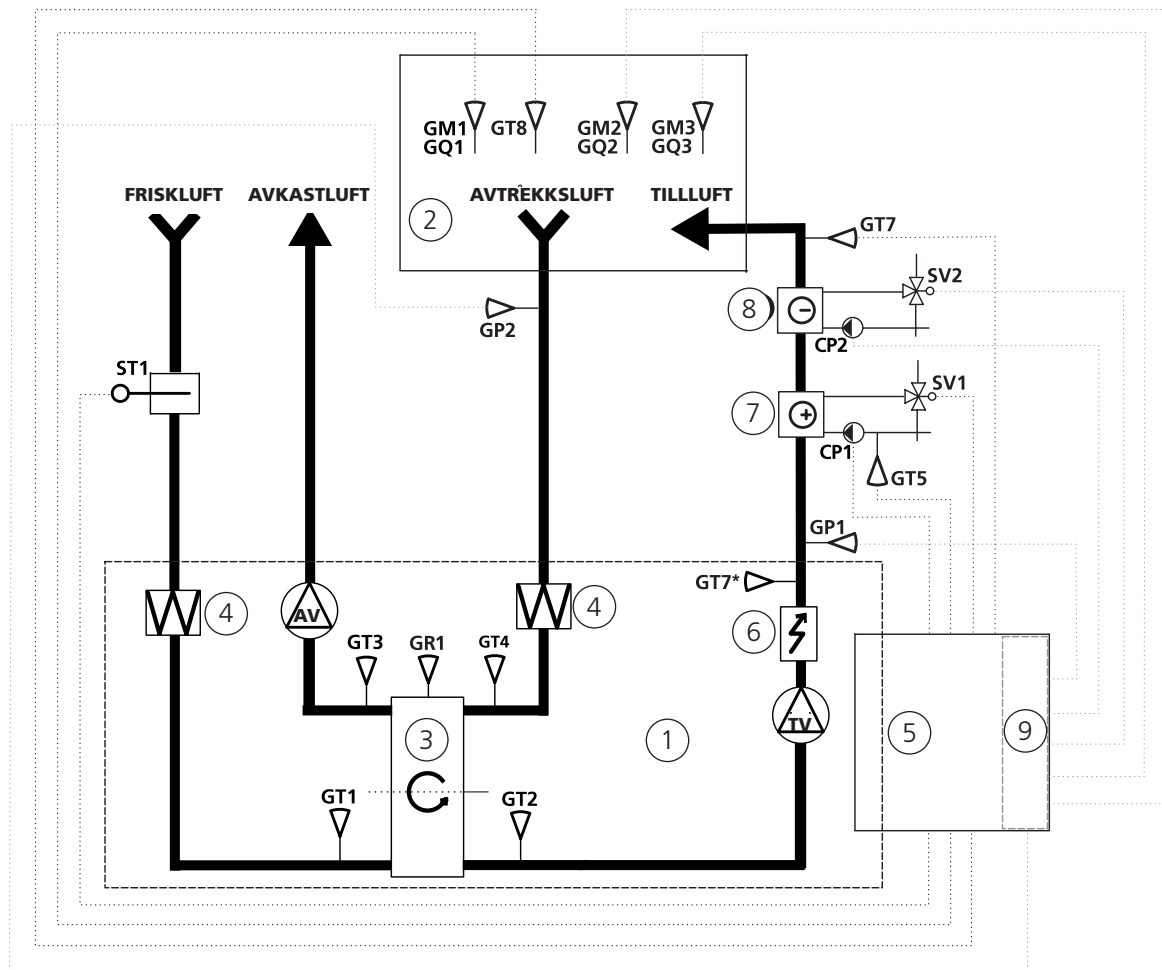 GM1
GQ1
GT8
GM2
GQ2
GM3
GQ3
FRISKLUFT
AVKASTLUFT
AVTREKKSLUFT
TILLLUFT
2
GT7
SV2
8
GP2
CP2
ST1
SV1
7
CP1
GT5
GP1
GT7*
4
AV
4
6
GT3
GR1
GT4
TV
3
1
5
9
GT1
GT2